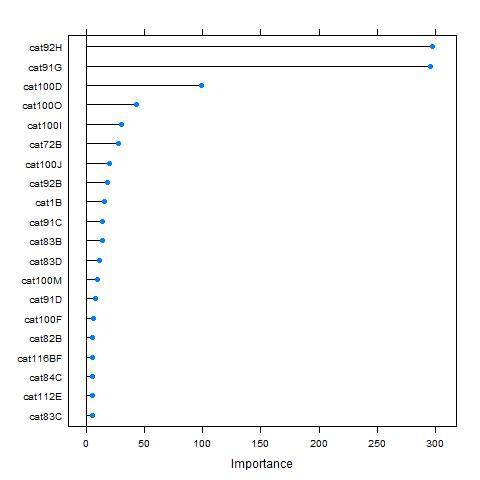 cat92H
cat91G
cat100D
cat100O
cat100I
cat72B
cat100J
cat92B
cat1B
cat91C
cat83B
cat83D
cat100M
cat91D
cat100F
cat82B
cat116BF
cat84C
cat112E
cat83C
0 50 100 150 200 250 300
Importance